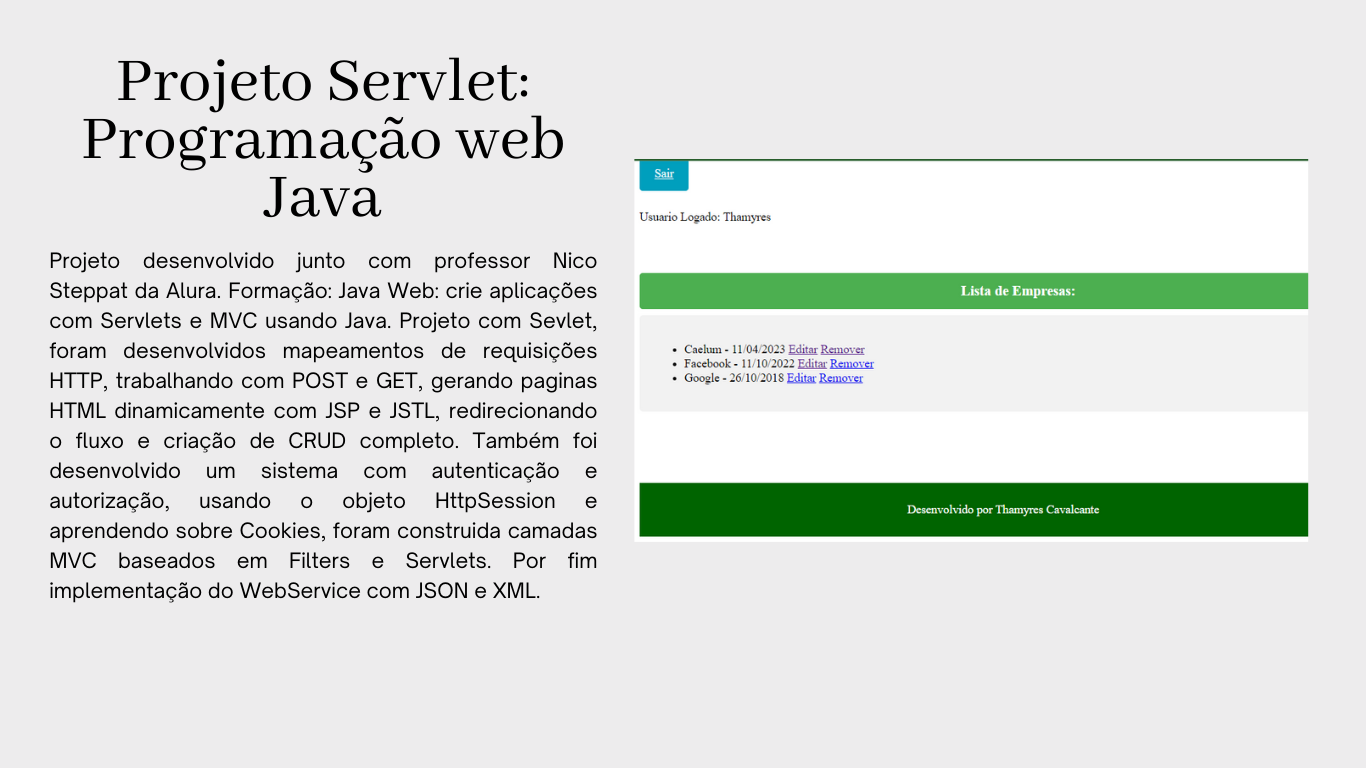 Projeto Servlet:
Programação web
Java
Projeto desenvolvido junto com professor Nico
Steppat da Alura. Formação: Java Web: crie aplicações
com Servlets e MVC usando Java. Projeto com Sevlet,
foram desenvolvidos mapeamentos de requisições
HTTP, trabalhando com POST e GET, gerando paginas
HTML dinamicamente com JSP e JSTL, redirecionando
o fluxo e criação de CRUD completo. Também foi
desenvolvido um sistema com autenticação e
autorização, usando o objeto HttpSession e
aprendendo sobre Cookies, foram construida camadas
MVC baseados em Filters e Servlets. Por fim
implementação do WebService com JSON e XML.
Sair
Usuario Logado: Thamyres
Lista de Empresas:
• Caelum - 11/04/2023 Editar Remover
• Facebook - 11/10/2022 Editar Remover
• Google - 26/10/2018 Editar Remover
Desenvolvido por Thamyres Cavalcante